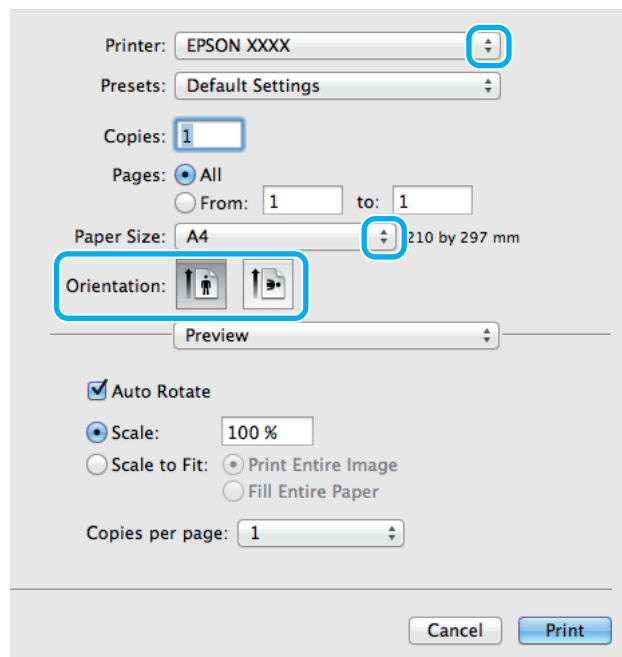 Printer: EPSON XXXX
Presets: Default Settings
Copies: 1
Pages: All
From: 1 to: 1
Paper Size: A4 210 by 297 mm
Orientation:
Preview
Auto Rotate
Scale: 100 %
Scale to Fit: Print Entire Image
Fill Entire Paper
Copies per page: 1
Cancel Print